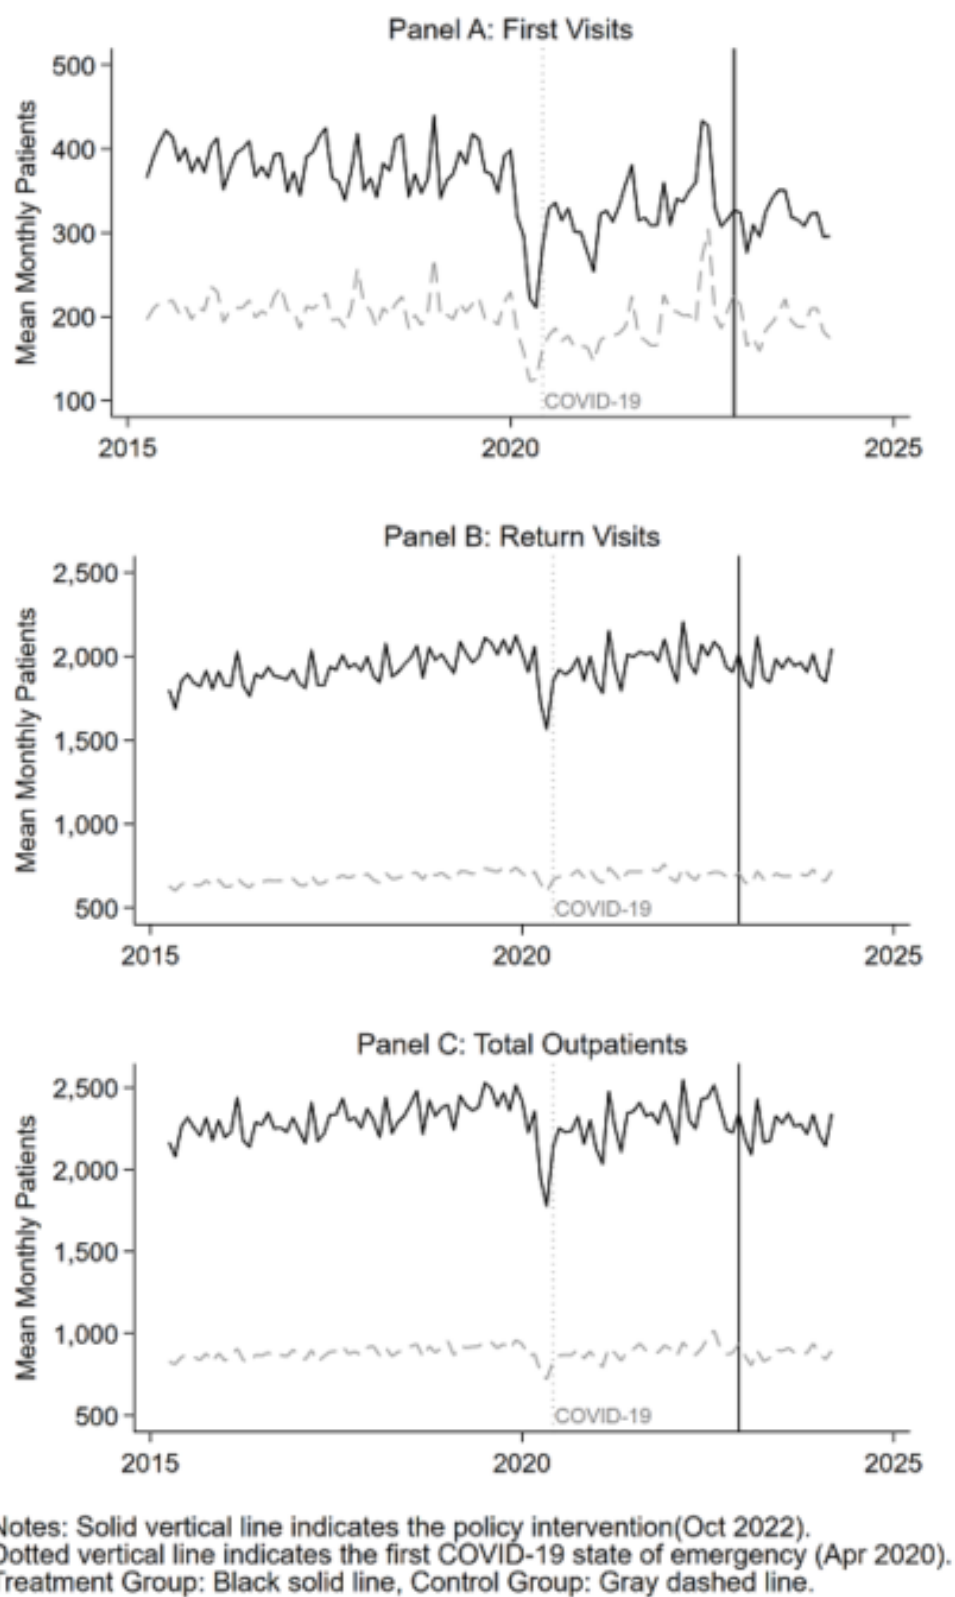 Panel A: First Visits
500
400
300
200
100
Mean Monthly Patients
COVID-19
2015
2020
2025
Panel B: Return Visits
2,500
2,000
1,500
1,000
500
Mean Monthly Patients
COVID-19
2015
2020
2025
Panel C: Total Outpatients
2,500
2,000
1,500
1,000
500
Mean Monthly Patients
COVID-19
2015
2020
2025
Notes: Solid vertical line indicates the policy intervention(Oct 2022).
Dotted vertical line indicates the first COVID-19 state of emergency (Apr 2020).
Treatment Group: Black solid line, Control Group: Gray dashed line.